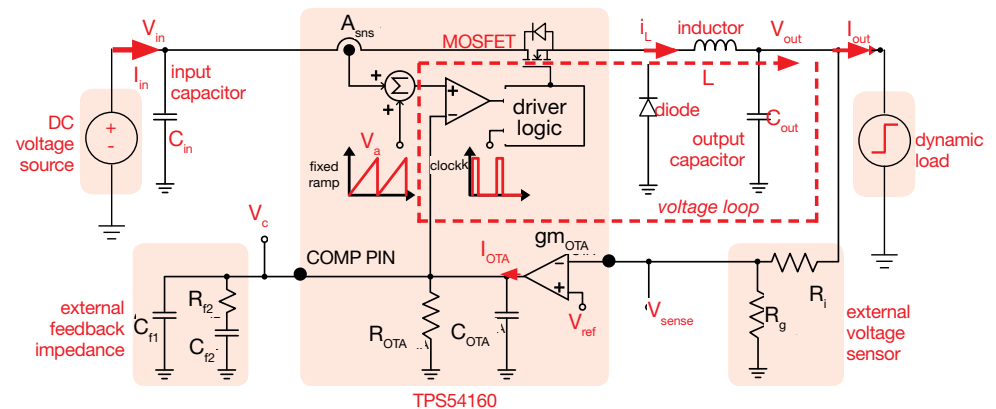 V_in
A_sns
MOSFET
i_L
inductor
V_out
I_out
I_in
input
capacitor
L
DC
voltage
source
+
-
C_in
+
+
Σ
+
−
driver
logic
diode
C_out
output
capacitor
dynamic
load
fixed
ramp
V_a
clock
voltage loop
V_c
COMP PIN
I_OTA
gm_OTA
−
+
V_ref
V_sense
R_i
R_g
external
voltage
sensor
external
feedback
impedance
C_f1
R_f2
C_f2
R_OTA
C_OTA
TPS54160